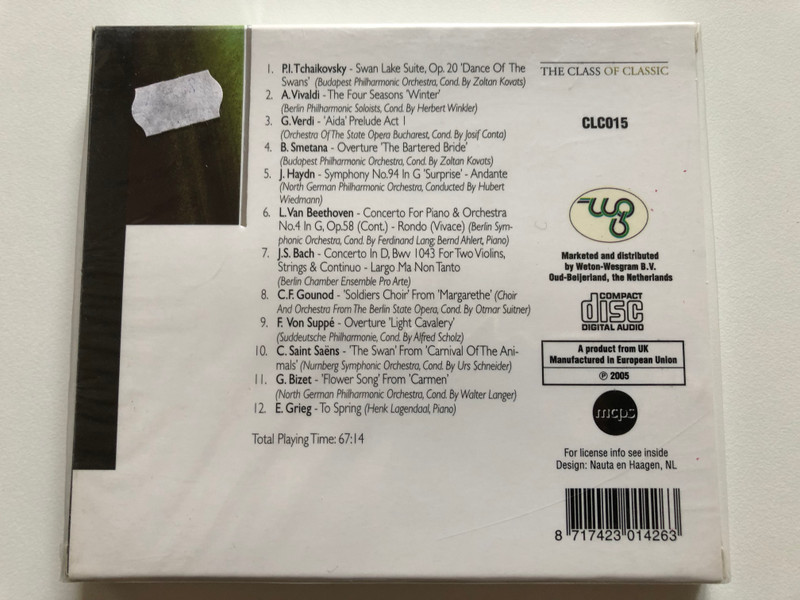 1. P.I. Tchaikovsky - Swan Lake Suite, Op. 20 'Dance Of The
Swans' (Budapest Philharmonic Orchestra, Cond. By Zoltan Kovats)
2. A. Vivaldi - The Four Seasons 'Winter'
(Berlin Philharmonic Soloists, Cond. By Herbert Winkler)
3. G. Verdi - 'Aida' Prelude Act I
(Orchestra Of The State Opera Bucharest, Cond. By Josif Conta)
4. B. Smetana - Overture 'The Bartered Bride'
(Budapest Philharmonic Orchestra, Cond. By Zoltan Kovats)
5. J. Haydn - Symphony No.94 In G 'Surprise' - Andante
(North German Philharmonic Orchestra, Conducted By Hubert
Wiedmann)
6. L. Van Beethoven - Concerto For Piano & Orchestra
No.4 In G, Op.58 (Cont.) - Rondo (Vivace) (Berlin Sym-
phonic Orchestra, Cond. By Ferdinand Lang; Bernd Ahlert, Piano)
7. J.S. Bach - Concerto In D, Bwv 1043 For Two Violins,
Strings & Continuo - Largo Ma Non Tanto
(Berlin Chamber Ensemble Pro Arte)
8. C.F. Gounod - 'Soldiers Choir' From 'Margarethe' (Choir
And Orchestra From The Berlin State Opera, Cond. By Otmar Suitner)
9. F. Von Suppé - Overture 'Light Cavalery'
(Suddeutsche Philharmonie, Cond. By Alfred Scholz)
10. C. Saint Saëns - 'The Swan' From 'Carnival Of The Ani-
mals' (Nurnberg Symphonic Orchestra, Cond. By Urs Schneider)
11. G. Bizet - 'Flower Song' From 'Carmen'
(North German Philharmonic Orchestra, Cond. By Walter Langer)
12. E. Grieg - To Spring (Henk Lagendaal, Piano)
Total Playing Time: 67:14
THE CLASS OF CLASSIC
CLC015
Marketed and distributed
by Weton-Wesgram B.V.
Oud-Beijerland, the Netherlands
COMPACT
disc
DIGITAL AUDIO
A product from UK
Manufactured in European Union
℗ 2005
mcps
For license info see inside
Design: Nauta en Haagen, NL
8 717423 014263